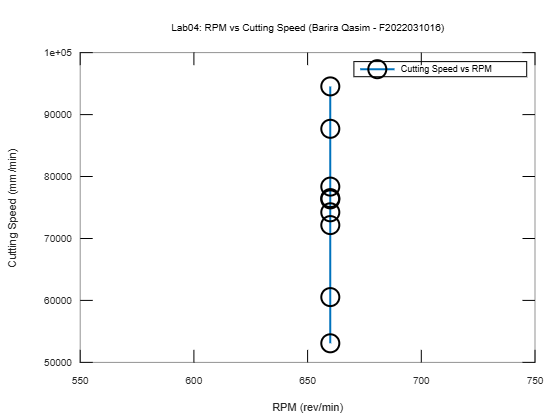 Lab04: RPM vs Cutting Speed (Barira Qasim - F2022031016)
1e+05
Cutting Speed vs RPM
90000
80000
Cutting Speed (mm/min)
70000
60000
50000
550 600 650 700 750
RPM (rev/min)